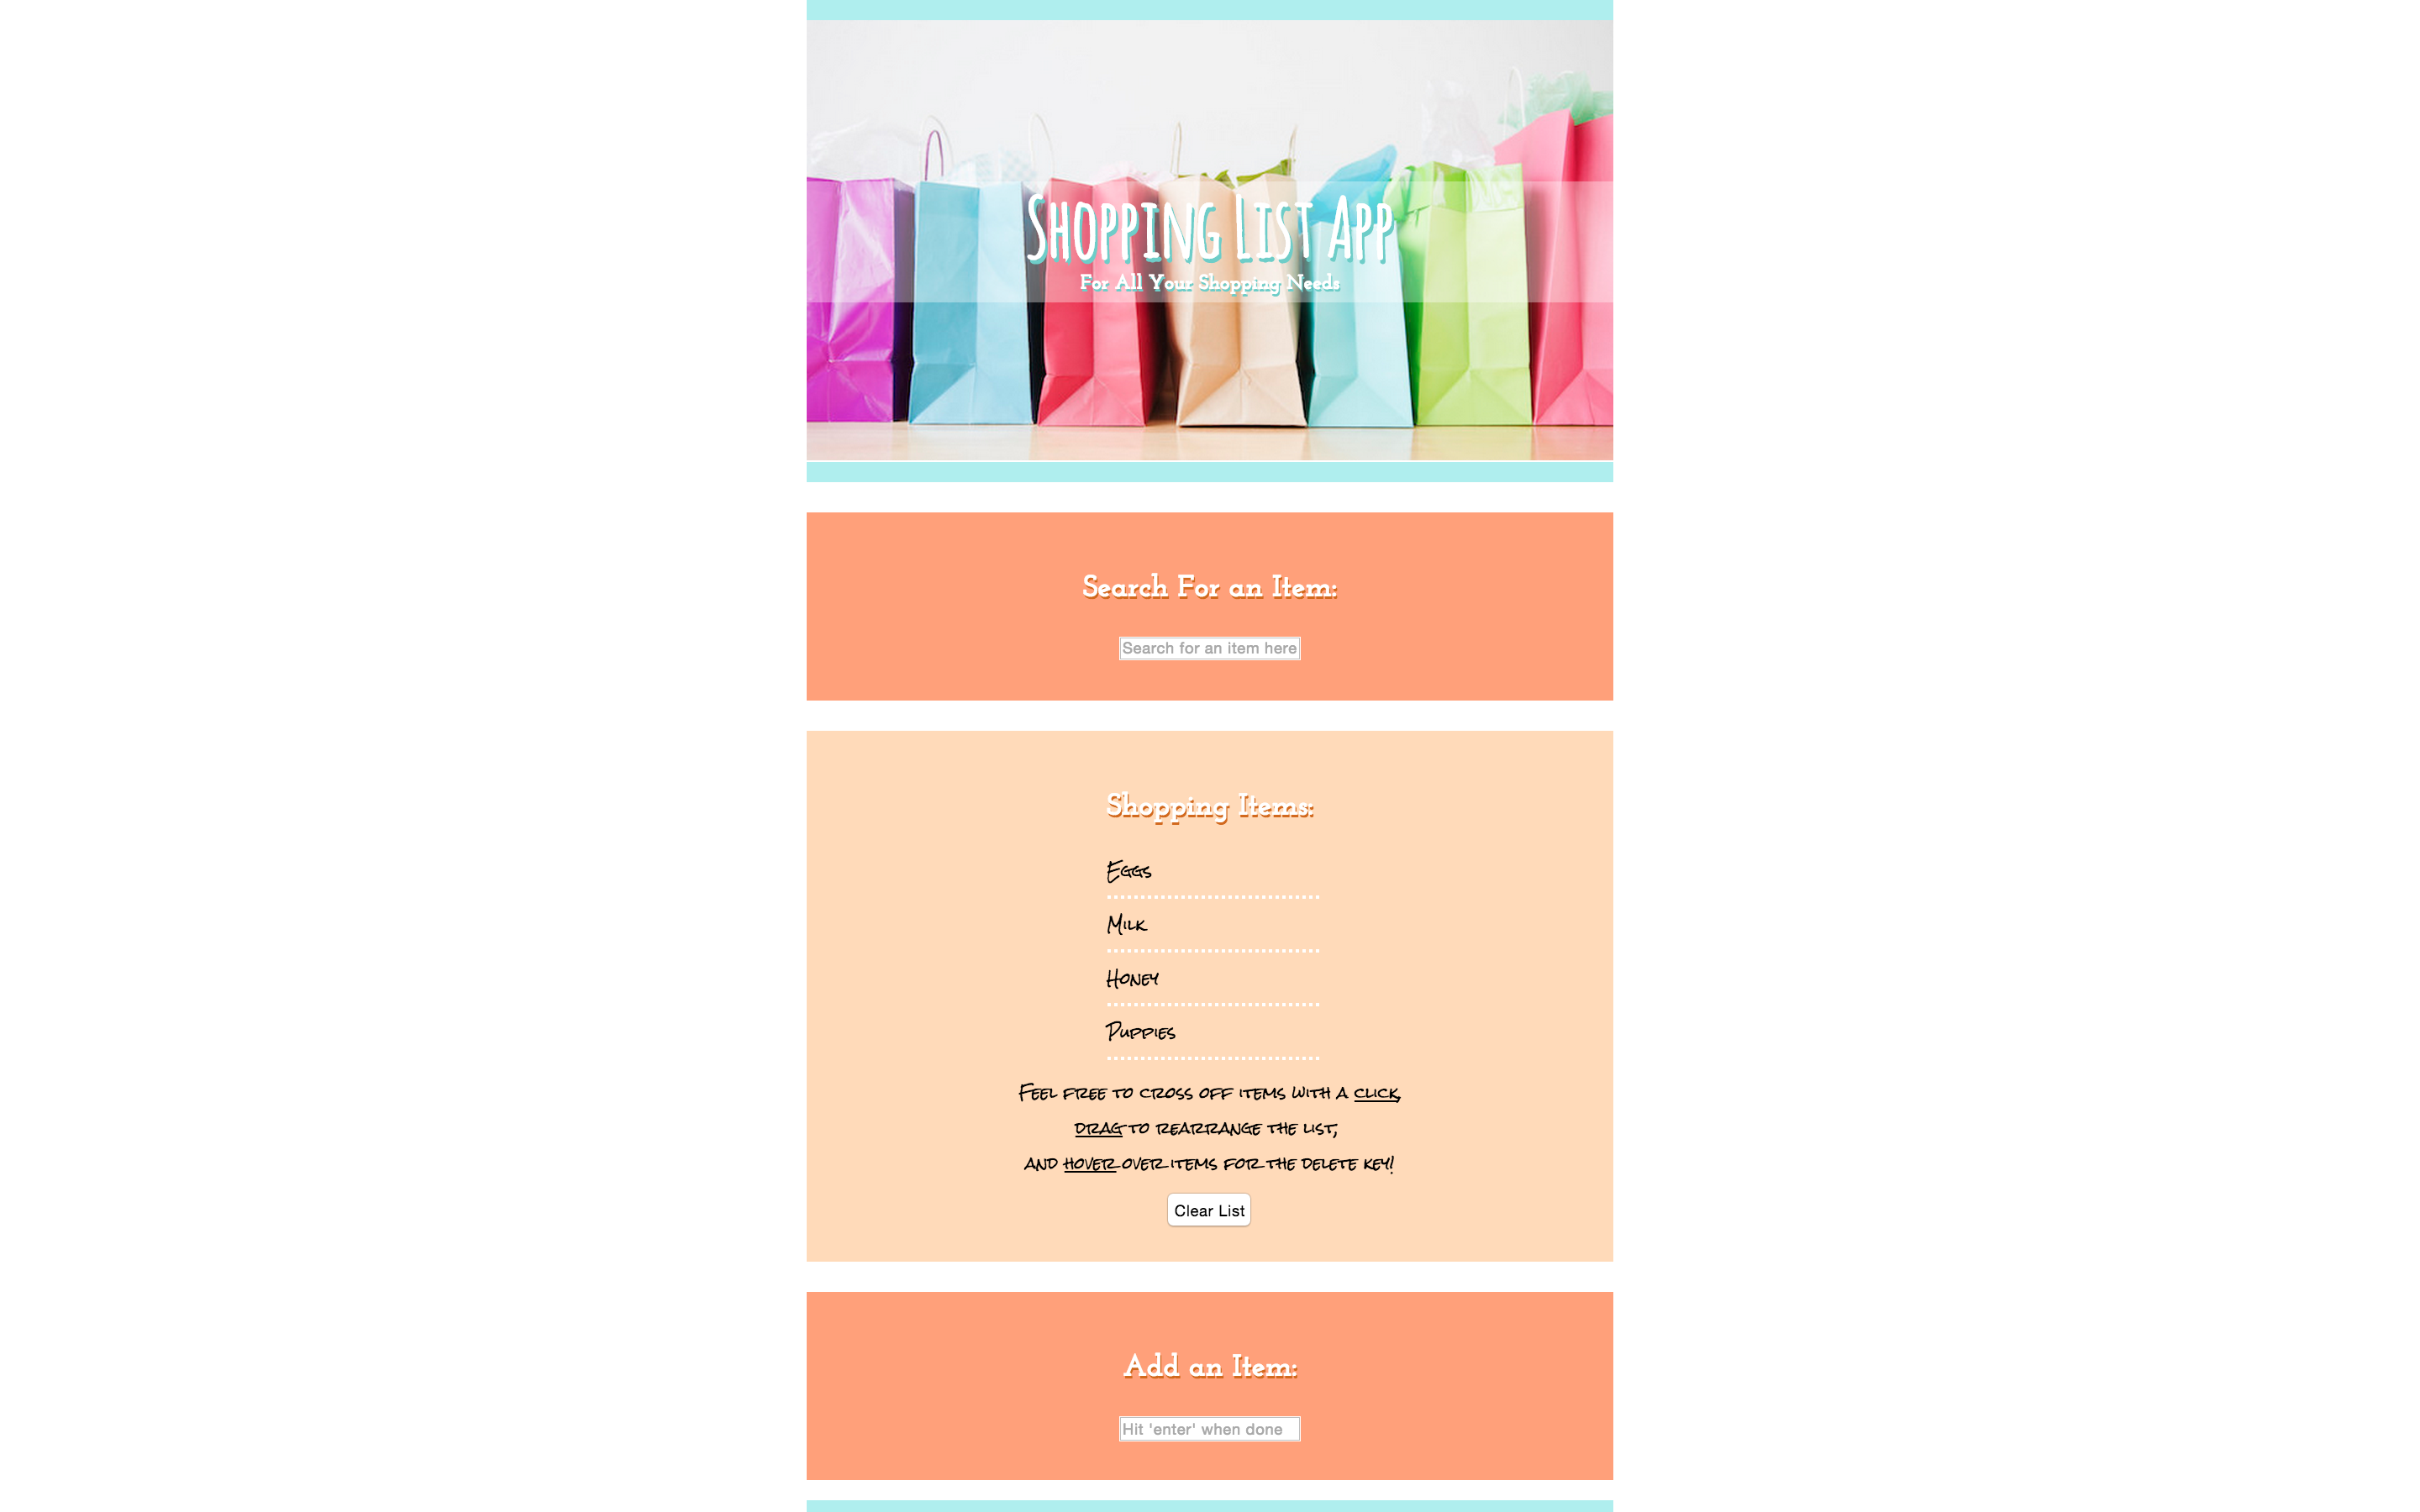 Shopping List App
For All Your Shopping Needs
Search For an Item:
Search for an item here
Shopping Items:
Eggs
Milk
Honey
Puppies
Feel free to cross off items with a click,
drag to rearrange the list,
and hover over items for the delete key!
Clear List
Add an Item:
Hit 'enter' when done